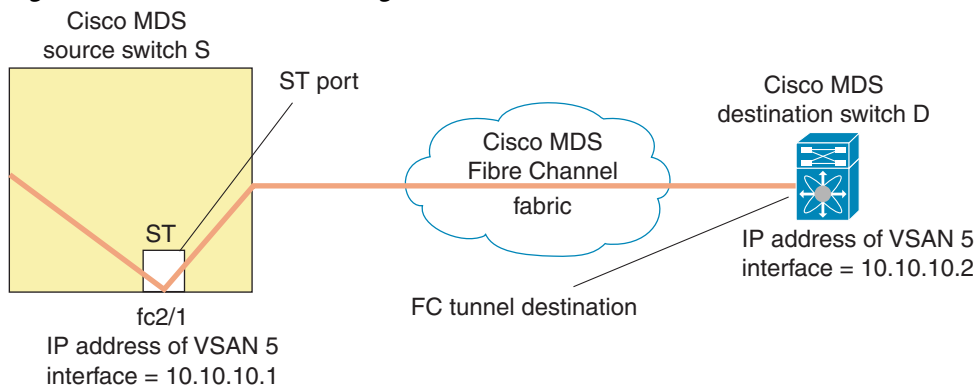 Cisco MDS
source switch S
ST port
Cisco MDS
destination switch D
Cisco MDS
Fibre Channel
fabric
ST
IP address of VSAN 5
interface = 10.10.10.2
FC tunnel destination
fc2/1
IP address of VSAN 5
interface = 10.10.10.1